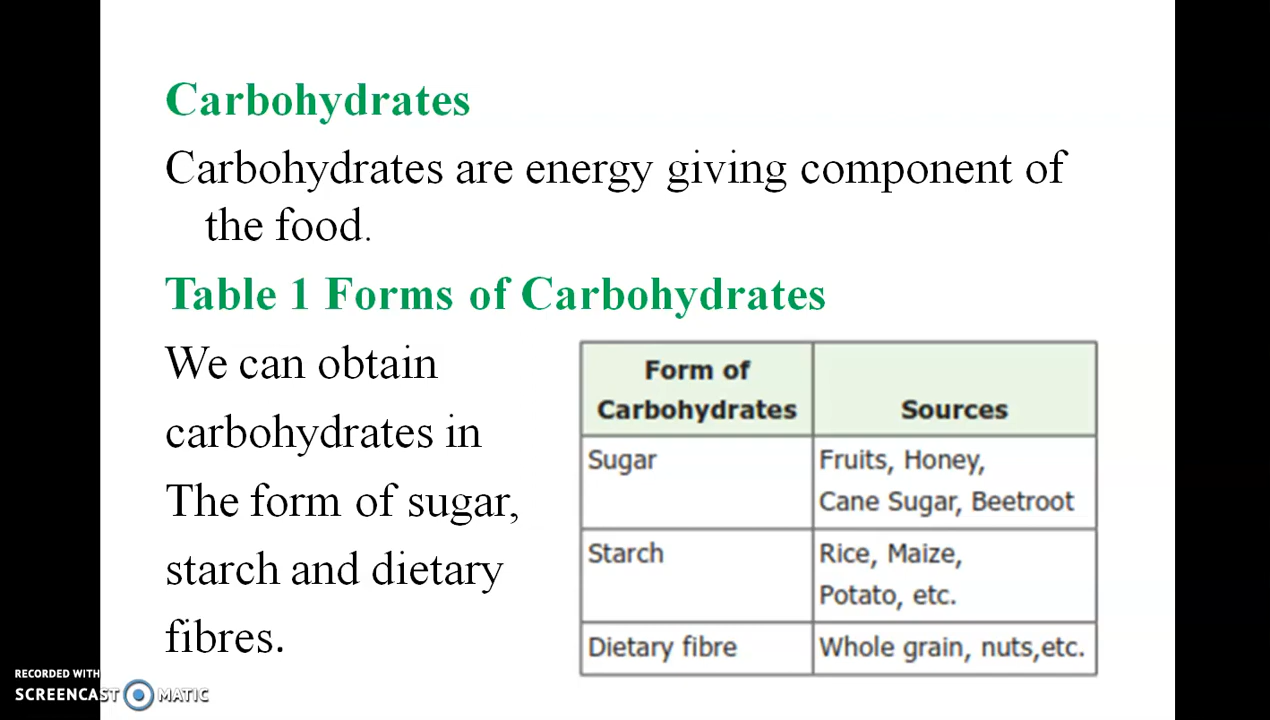 Carbohydrates
Carbohydrates are energy giving component of
the food.
Table 1 Forms of Carbohydrates
We can obtain
carbohydrates in
The form of sugar,
starch and dietary
fibres.
Form of
Carbohydrates
Sources
Sugar
Fruits, Honey,
Cane Sugar, Beetroot
Starch
Rice, Maize,
Potato, etc.
Dietary fibre
Whole grain, nuts,etc.
RECORDED WITH
SCREENCAST MATIC